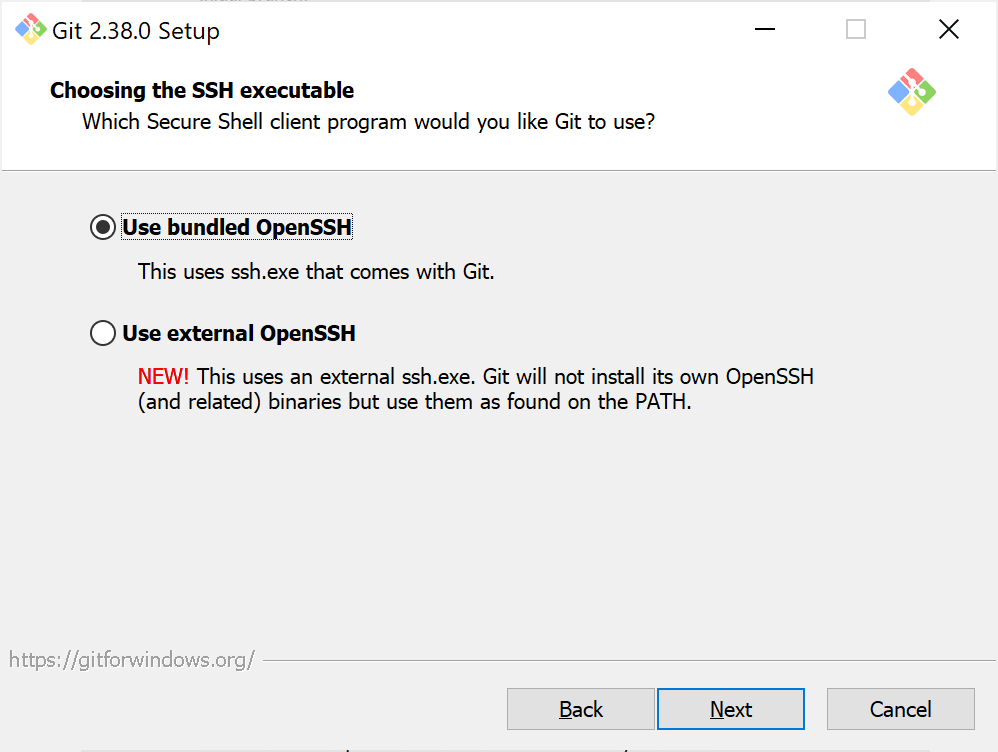 Git 2.38.0 Setup
Choosing the SSH executable
Which Secure Shell client program would you like Git to use?
Use bundled OpenSSH
This uses ssh.exe that comes with Git.
Use external OpenSSH
NEW! This uses an external ssh.exe. Git will not install its own OpenSSH
(and related) binaries but use them as found on the PATH.
https://gitforwindows.org/
Back
Next
Cancel